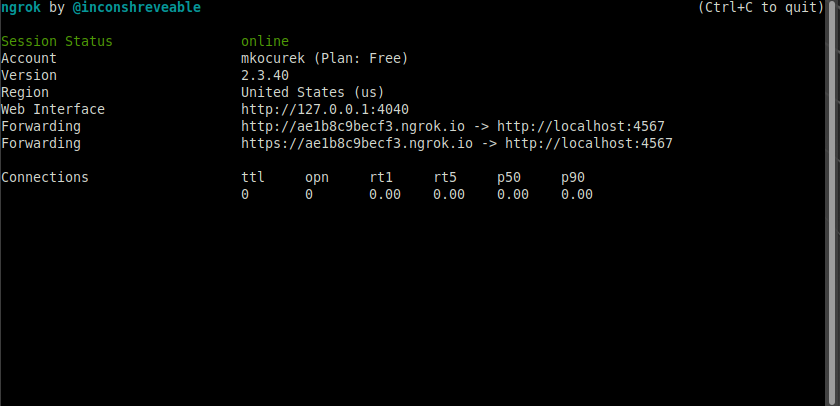 ngrok by @inconshreveable (Ctrl+C to quit)
Session Status online
Account mkocurek (Plan: Free)
Version 2.3.40
Region United States (us)
Web Interface http://127.0.0.1:4040
Forwarding http://ae1b8c9becf3.ngrok.io -> http://localhost:4567
Forwarding https://ae1b8c9becf3.ngrok.io -> http://localhost:4567
Connections ttl opn rt1 rt5 p50 p90
0 0 0.00 0.00 0.00 0.00